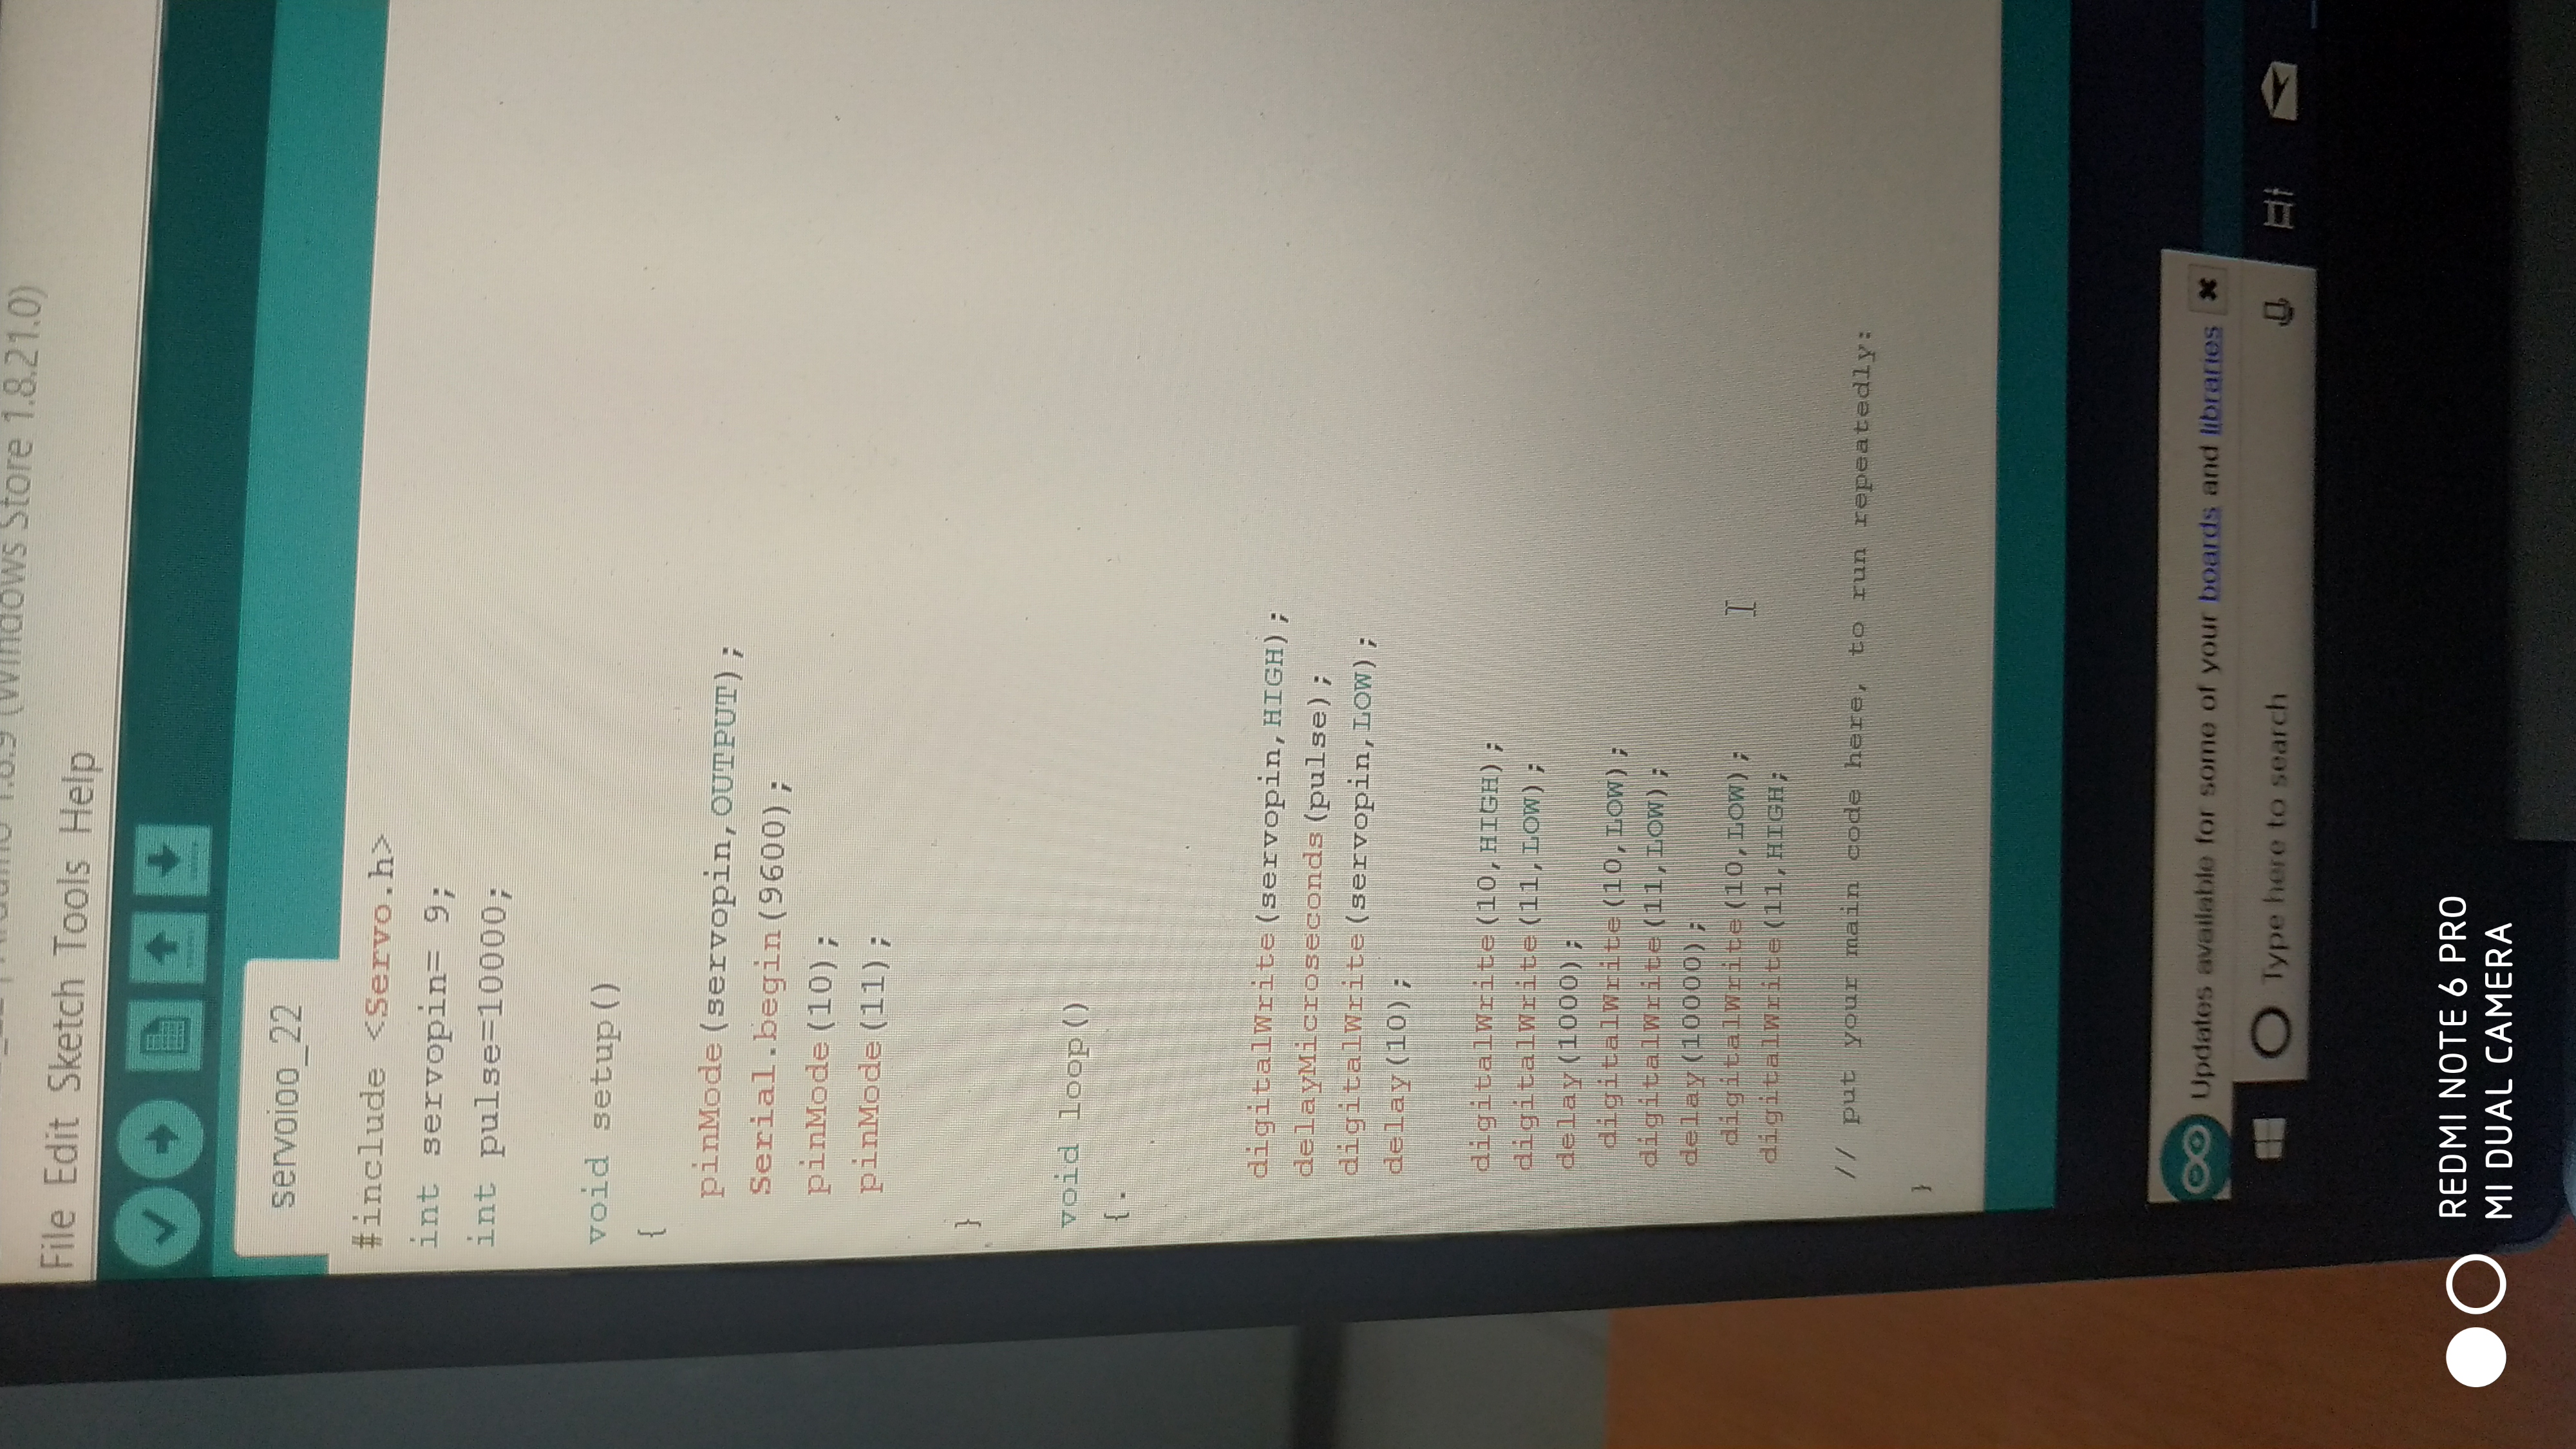 Arduino 1.8.9 (Windows Store 1.8.21.0)
File Edit Sketch Tools Help
servoioo_22
#include <Servo.h>
int servopin= 9;
int pulse=10000;
void setup()
{
pinMode(servopin,OUTPUT);
Serial.begin(9600);
pinMode(10);
pinMode(11);
}
void loop()
{
digitalWrite(servopin,HIGH);
delayMicroseconds(pulse);
digitalWrite(servopin,LOW);
delay(10);
digitalWrite(10,HIGH);
digitalWrite(11,LOW);
delay(1000);
digitalWrite(10,LOW);
digitalWrite(11,LOW);
delay(10000);
digitalWrite(10,LOW);
digitalWrite(11,HIGH;
// put your main code here, to run repeatedly:
}
Updates available for some of your boards and libraries
Type here to search
REDMI NOTE 6 PRO
MI DUAL CAMERA